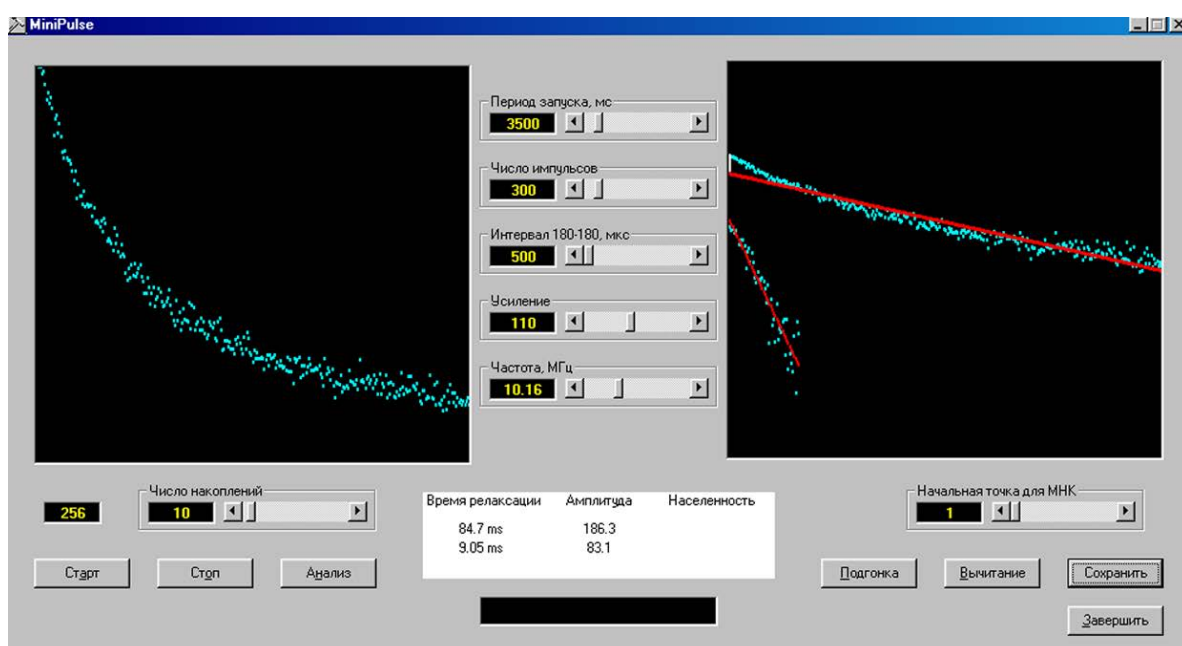 MiniPulse
Период запуска, мс
3500
Число импульсов
300
Интервал 180-180, мкс
500
Усиление
110
Частота, МГц
10.16
256
Число накоплений
10
Время релаксации Амплитуда Населенность
84.7 ms 186.3
9.05 ms 83.1
Начальная точка для МНК
1
Старт Стоп Анализ
Подгонка Вычитание Сохранить
Завершить